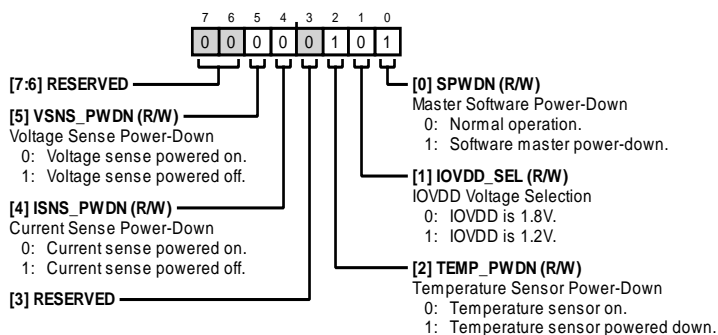 7 6 5 4 3 2 1 0
0 0 0 0 0 1 0 1
[7:6] RESERVED
[5] VSNS_PWDN (R/W)
Voltage Sense Power-Down
0: Voltage sense powered on.
1: Voltage sense powered off.
[4] ISNS_PWDN (R/W)
Current Sense Power-Down
0: Current sense powered on.
1: Current sense powered off.
[3] RESERVED
[0] SPWDN (R/W)
Master Software Power-Down
0: Normal operation.
1: Software master power-down.
[1] IOVDD_SEL (R/W)
IOVDD Voltage Selection
0: IOVDD is 1.8V.
1: IOVDD is 1.2V.
[2] TEMP_PWDN (R/W)
Temperature Sensor Power-Down
0: Temperature sensor on.
1: Temperature sensor powered down.